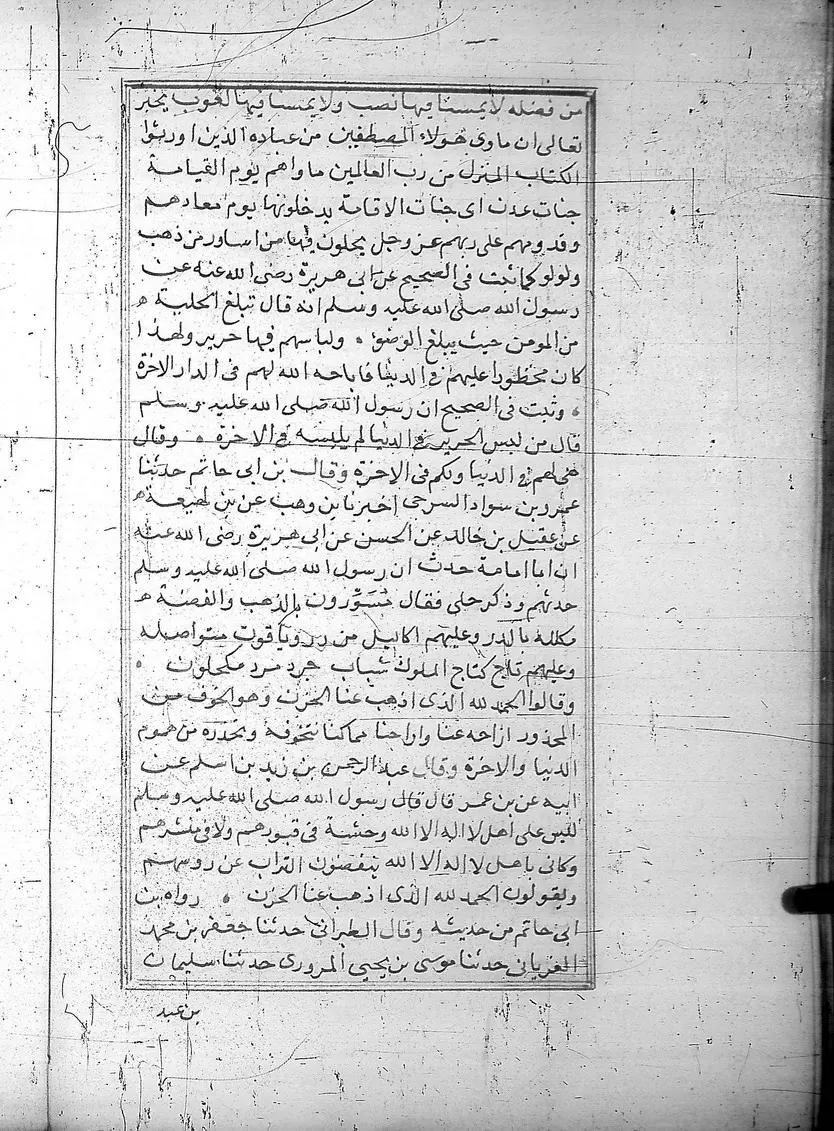 من فضله لا يمسنا فيها نصب ولا يمسنا فيها لغوب يخبر
تعالى ان ماوى هولاء المصطفين من عباده الذين اورثوا
الكتاب المنزل من رب العالمين ماواهم يوم القيامة
جنات عدن اى جنات الاقامة يدخلونها يوم معادهم
وقدومهم على ربهم عز وجل يحلون فيها من اساور من ذهب
ولولو كما ثبت فى الصحيح عن ابى هريرة رضى الله عنه عن
رسول الله صلى الله عليه وسلم انه قال تبلغ الحلية
من المومن حيث يبلغ الوضوء ولباسهم فيها حرير ولهذا
كان محظورا عليهم فى الدنيا فاباحه الله لهم فى الدار الاخرة
وثبت فى الصحيح ان رسول الله صلى الله عليه وسلم
قال من لبس الحرير فى الدنيا لم يلبسه فى الاخرة وقال
هى لهم فى الدنيا ولكم فى الاخرة وقال بن ابى حاتم حدثنا
عمرو بن سواد السرحى اخبرنا بن وهب عن بن لهيعة
عن عقيل بن خالد عن الحسن عن ابى هريرة رضى الله عنه
ان ابا امامة حدث ان رسول الله صلى الله عليه وسلم
حدثهم وذكر حلى فقال مُسَوَّرون بالذهب والفضة
مكلله بالدر وعليهم اكاليل من در وياقوت متواصله
وعليهم تاج كتاج الملوك شباب جرد مرد مكحلون
وقالوا الحمد لله الذى اذهب عنا الحزن وهو الخوف من
المحذور ازاحه عنا واراحنا مما كنا نتخوفه ونحذره من هموم
الدنيا والاخرة وقال عبد الرحمن بن زيد بن اسلم عن
ابيه عن بن عمر قال قال رسول الله صلى الله عليه وسلم
ليس على اهل لا اله الا الله وحشة فى قبورهم ولا فى منشرهم
وكانى باهل لا اله الا الله ينفضون التراب عن روسهم
ويقولون الحمد لله الذى اذهب عنا الحزن رواه بن
ابى حاتم من حديثه وقال الطبرانى حدثنا جعفر بن محمد
الفريانى حدثنا موسى بن يحيى المروزى حدثنا سليمان
بن عبد